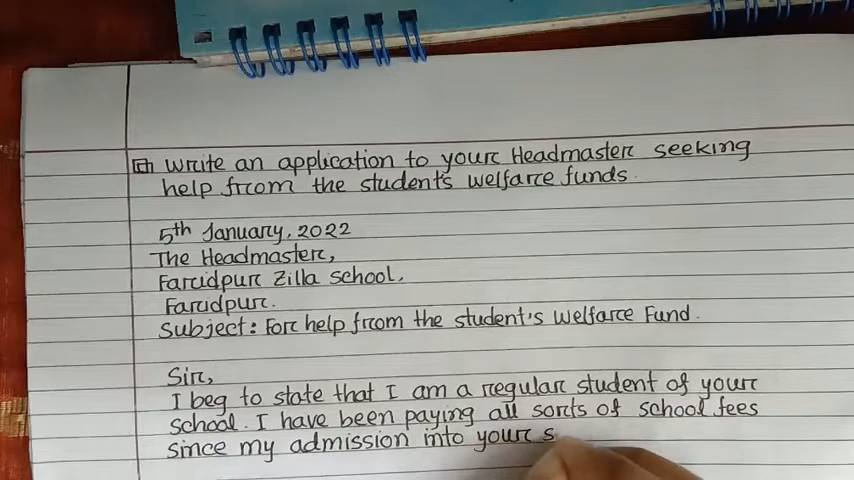 Write an application to your Headmaster seeking
help from the student's welfare funds.
5th January, 2022
The Headmaster,
Faridpur Zilla School,
Faridpur.
Subject: For help from the student's Welfare Fund.
Sir,
I beg to state that I am a regular student of your
school. I have been paying all sorts of school fees
since my admission into your s